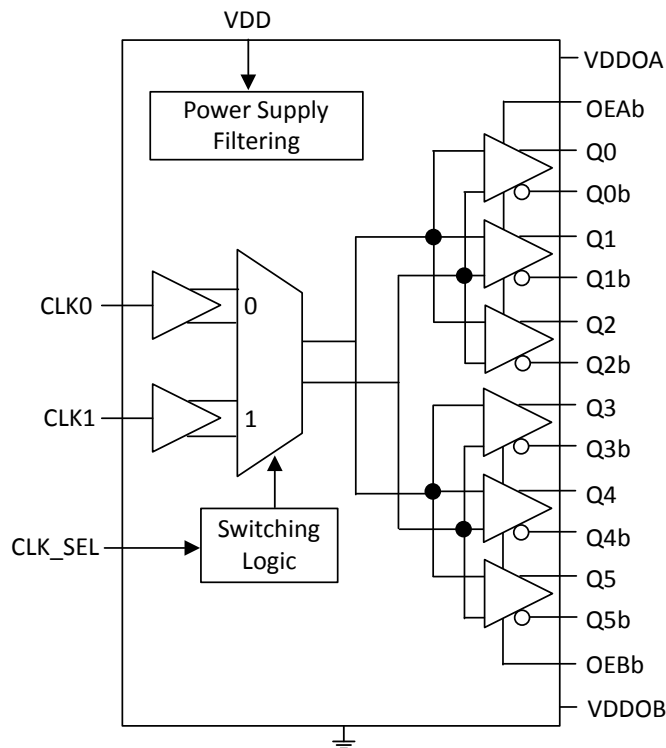 VDD
VDDOA
Power Supply
Filtering
OEAb
Q0
Q0b
Q1
Q1b
Q2
Q2b
CLK0
0
CLK1
1
Q3
Q3b
Q4
Q4b
Q5
Q5b
CLK_SEL
Switching
Logic
OEBb
VDDOB